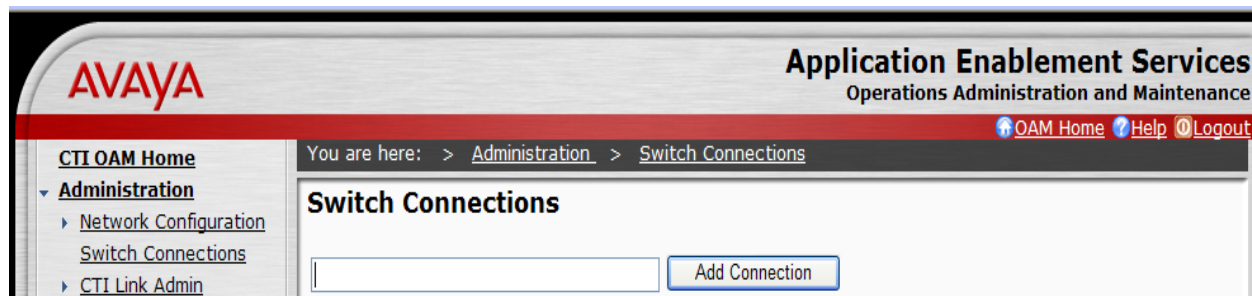 AVAYA
Application Enablement Services
Operations Administration and Maintenance
OAM Home ?Help Logout
CTI OAM Home
You are here: > Administration > Switch Connections
Administration
Network Configuration
Switch Connections
CTI Link Admin
Switch Connections
Add Connection